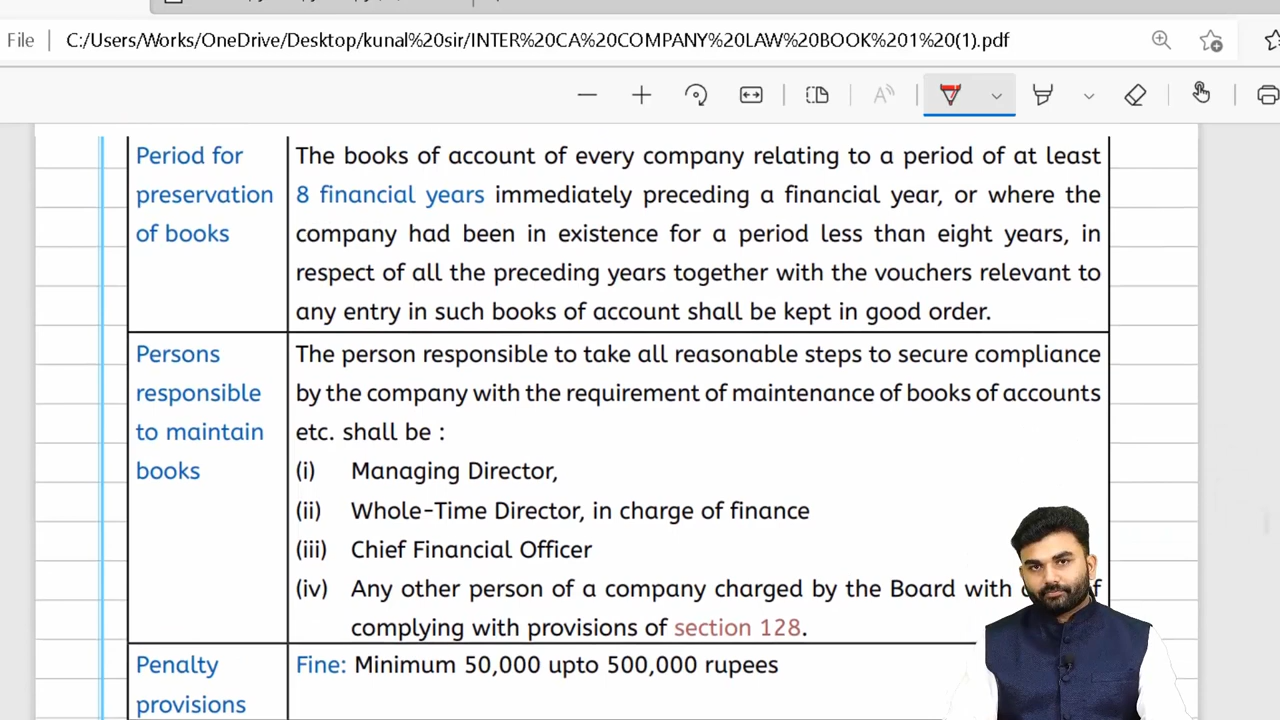 File
C:/Users/Works/OneDrive/Desktop/kunal%20sir/INTER%20CA%20COMPANY%20LAW%20BOOK%201%20(1).pdf
Period for preservation of books
The books of account of every company relating to a period of at least
8 financial years immediately preceding a financial year, or where the
company had been in existence for a period less than eight years, in
respect of all the preceding years together with the vouchers relevant to
any entry in such books of account shall be kept in good order.
Persons responsible to maintain books
The person responsible to take all reasonable steps to secure compliance
by the company with the requirement of maintenance of books of accounts
etc. shall be :
(i) Managing Director,
(ii) Whole-Time Director, in charge of finance
(iii) Chief Financial Officer
(iv) Any other person of a company charged by the Board with
complying with provisions of section 128.
Penalty provisions
Fine: Minimum 50,000 upto 500,000 rupees